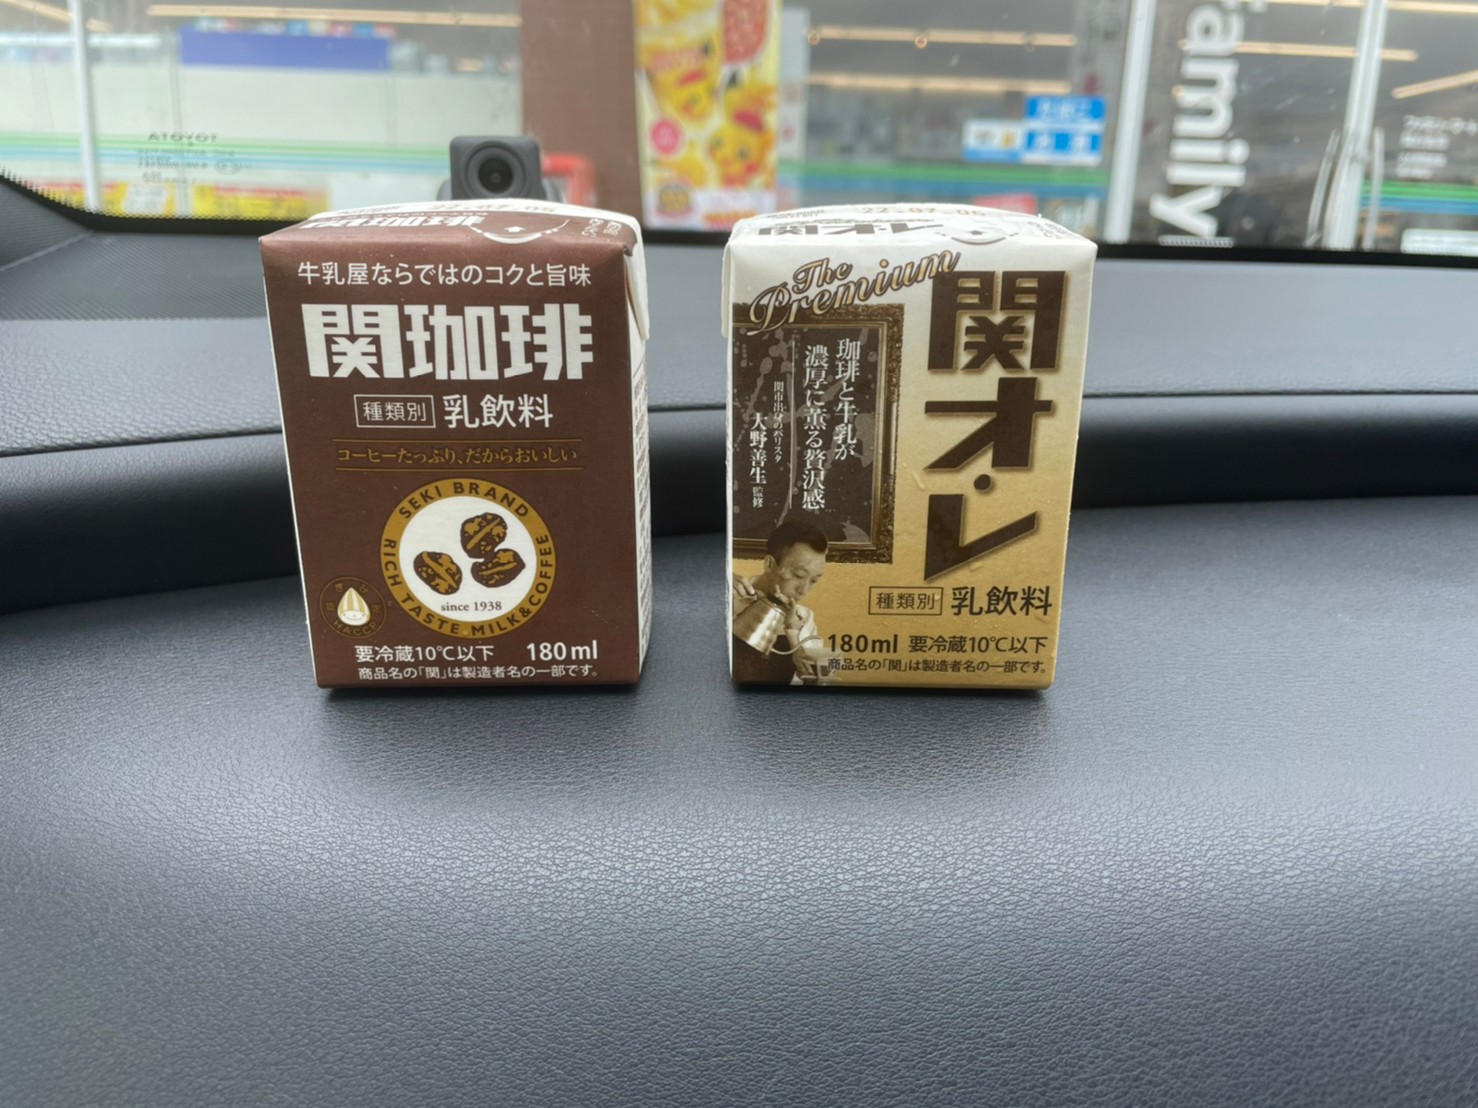 牛乳屋ならではのコクと旨味
関珈琲
種類別 乳飲料
コーヒーたっぷり、だからおいしい
SEKI BRAND
RICH TASTE MILK&COFFEE
since 1938
HACCP
要冷蔵10℃以下 180ml
商品名の「関」は製造者名の一部です。
関オ・レ
The Premium
関オ・レ
珈琲と牛乳が
濃厚に薫る贅沢感
関市出身のバリスタ
大野善生 監修
種類別 乳飲料
180ml 要冷蔵10℃以下
商品名の「関」は製造者名の一部です。
Family